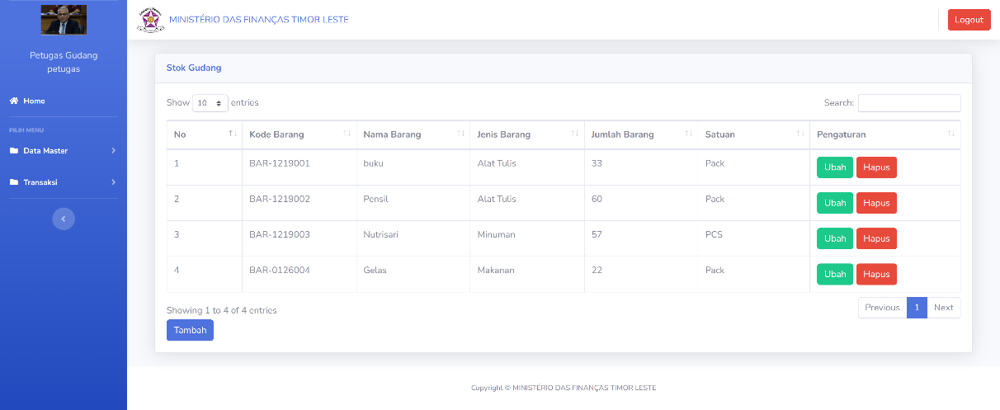 MINISTÉRIO DAS FINANÇAS TIMOR LESTE
Logout
Petugas Gudang
petugas
Home
PILIH MENU
Data Master
Transaksi
Stok Gudang
Show 10 entries
Search:
No Kode Barang Nama Barang Jenis Barang Jumlah Barang Satuan Pengaturan
1 BAR-1219001 buku Alat Tulis 33 Pack Ubah Hapus
2 BAR-1219002 Pensil Alat Tulis 60 Pack Ubah Hapus
3 BAR-1219003 Nutrisari Minuman 57 PCS Ubah Hapus
4 BAR-0126004 Gelas Makanan 22 Pack Ubah Hapus
Showing 1 to 4 of 4 entries
Previous 1 Next
Tambah
Copyright © MINISTÉRIO DAS FINANÇAS TIMOR LESTE